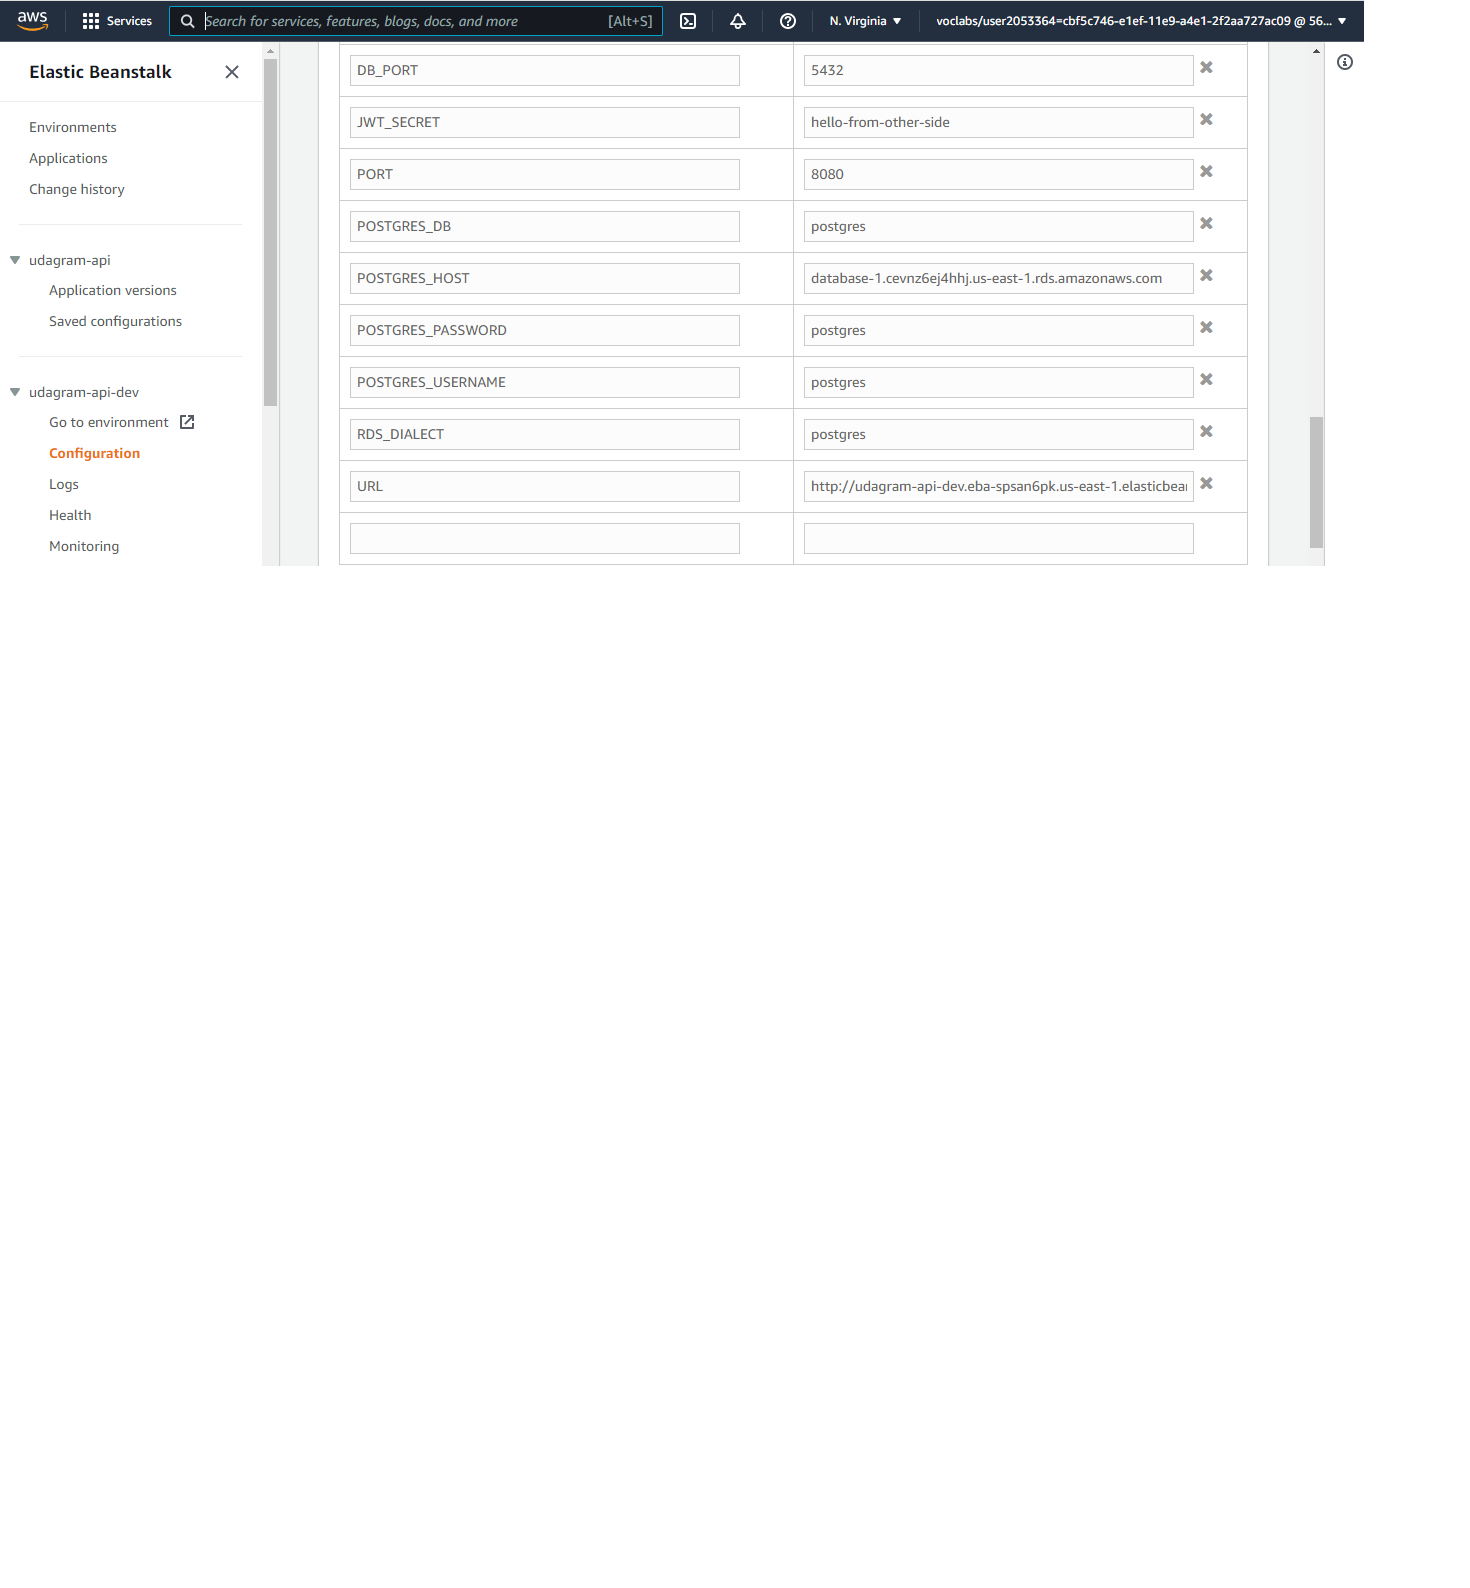 aws
Services
Search for services, features, blogs, docs, and more
[Alt+S]
N. Virginia
voclabs/user2053364=cbf5c746-e1ef-11e9-a4e1-2f2aa727ac09 @ 56...
Elastic Beanstalk
Environments
Applications
Change history
udagram-api
Application versions
Saved configurations
udagram-api-dev
Go to environment
Configuration
Logs
Health
Monitoring
DB_PORT 5432
JWT_SECRET hello-from-other-side
PORT 8080
POSTGRES_DB postgres
POSTGRES_HOST database-1.cevnz6ej4hhj.us-east-1.rds.amazonaws.com
POSTGRES_PASSWORD postgres
POSTGRES_USERNAME postgres
RDS_DIALECT postgres
URL http://udagram-api-dev.eba-spsan6pk.us-east-1.elasticbea